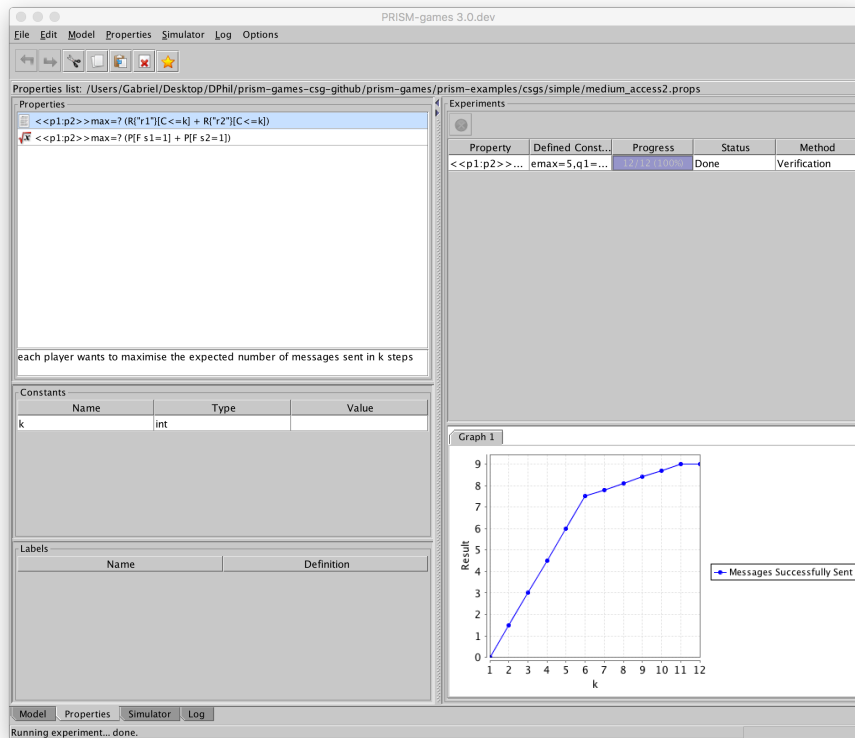 PRISM-games 3.0.dev
File Edit Model Properties Simulator Log Options
Properties list: /Users/Gabriel/Desktop/DPhil/prism-games-csg-github/prism-games/prism-examples/csgs/simple/medium_access2.props
Properties
<<p1:p2>>max=? (R{"r1"}[C<=k] + R{"r2"}[C<=k])
<<p1:p2>>max=? (P[F s1=1] + P[F s2=1])
each player wants to maximise the expected number of messages sent in k steps
Constants
Name Type Value
k int
Labels
Name Definition
Experiments
Property Defined Const... Progress Status Method
<<p1:p2>>... emax=5,q1=... 12/12 (100%) Done Verification
Graph 1
9
8
7
6
5
4
3
2
1
0
Result
1 2 3 4 5 6 7 8 9 10 11 12
k
Messages Successfully Sent
Model Properties Simulator Log
Running experiment... done.